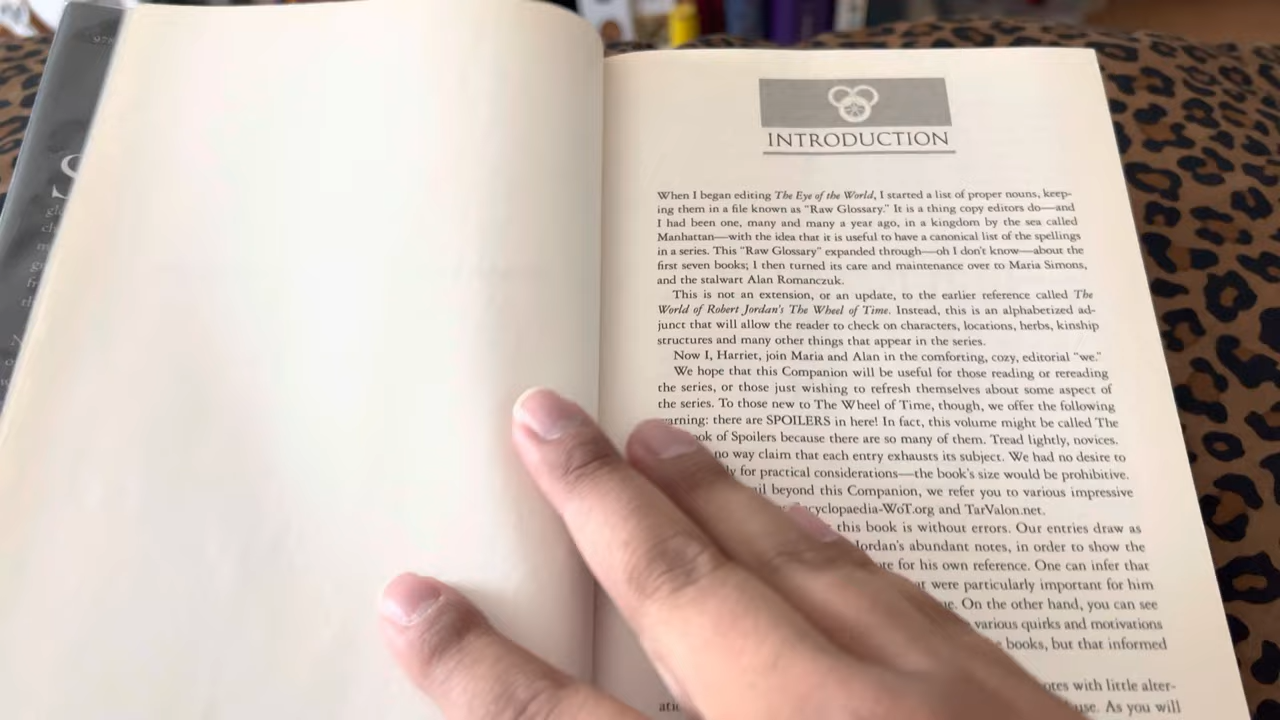 INTRODUCTION
When I began editing The Eye of the World, I started a list of proper nouns, keep-
ing them in a file known as “Raw Glossary.” It is a thing copy editors do—and
I had been one, many and many a year ago, in a kingdom by the sea called
Manhattan—with the idea that it is useful to have a canonical list of the spellings
in a series. This “Raw Glossary” expanded through—oh I don’t know—about the
first seven books; I then turned its care and maintenance over to Maria Simons,
and the stalwart Alan Romanczuk.
This is not an extension, or an update, to the earlier reference called The
World of Robert Jordan’s The Wheel of Time. Instead, this is an alphabetized ad-
junct that will allow the reader to check on characters, locations, herbs, kinship
structures and many other things that appear in the series.
Now I, Harriet, join Maria and Alan in the comforting, cozy, editorial “we.”
We hope that this Companion will be useful for those reading or rereading
the series, or those just wishing to refresh themselves about some aspect of
the series. To those new to The Wheel of Time, though, we offer the following
warning: there are SPOILERS in here! In fact, this volume might be called The
of Spoilers because there are so many of them. Tread lightly, novices.
no way claim that each entry exhausts its subject. We had no desire to
for practical considerations—the book’s size would be prohibitive.
beyond this Companion, we refer you to various impressive
cyclopaedia-WoT.org and TarValon.net.
this book is without errors. Our entries draw as
Jordan’s abundant notes, in order to show the
for his own reference. One can infer that
were particularly important for him
On the other hand, you can see
various quirks and motivations
books, but that informed
with little alter-
As you will